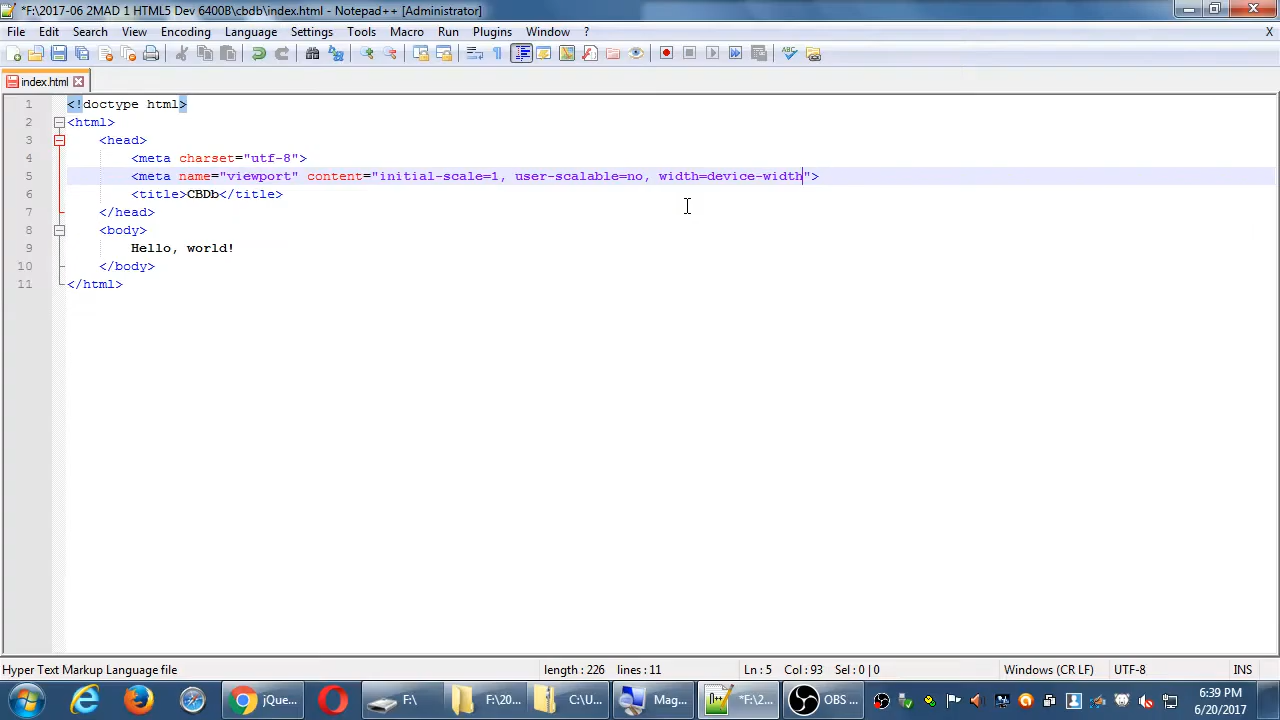 *F:\2017-06 2MAD 1 HTML5 Dev 6400B\cbdb\index.html - Notepad++ [Administrator]
File Edit Search View Encoding Language Settings Tools Macro Run Plugins Window ? X
index.html
1 <!doctype html>
2 <html>
3 <head>
4 <meta charset="utf-8">
5 <meta name="viewport" content="initial-scale=1, user-scalable=no, width=device-width">
6 <title>CBDb</title>
7 </head>
8 <body>
9 Hello, world!
10 </body>
11 </html>
Hyper Text Markup Language file length : 226 lines : 11 Ln : 5 Col : 93 Sel : 0 | 0 Windows (CR LF) UTF-8 INS
jQue... F:\ F:\20... C:\U... Mag... *F:\2... OBS ...
6:39 PM
6/20/2017